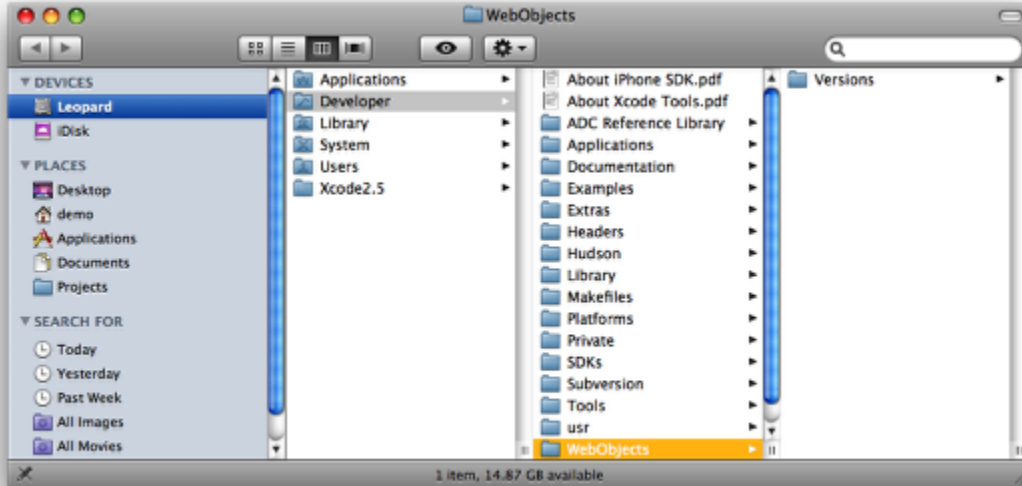 WebObjects
DEVICES
Leopard
iDisk
PLACES
Desktop
demo
Applications
Documents
Projects
SEARCH FOR
Today
Yesterday
Past Week
All Images
All Movies
Applications
Developer
Library
System
Users
Xcode2.5
About iPhone SDK.pdf
About Xcode Tools.pdf
ADC Reference Library
Applications
Documentation
Examples
Extras
Headers
Hudson
Library
Makefiles
Platforms
Private
SDKs
Subversion
Tools
usr
WebObjects
Versions
1 item, 14.87 GB available